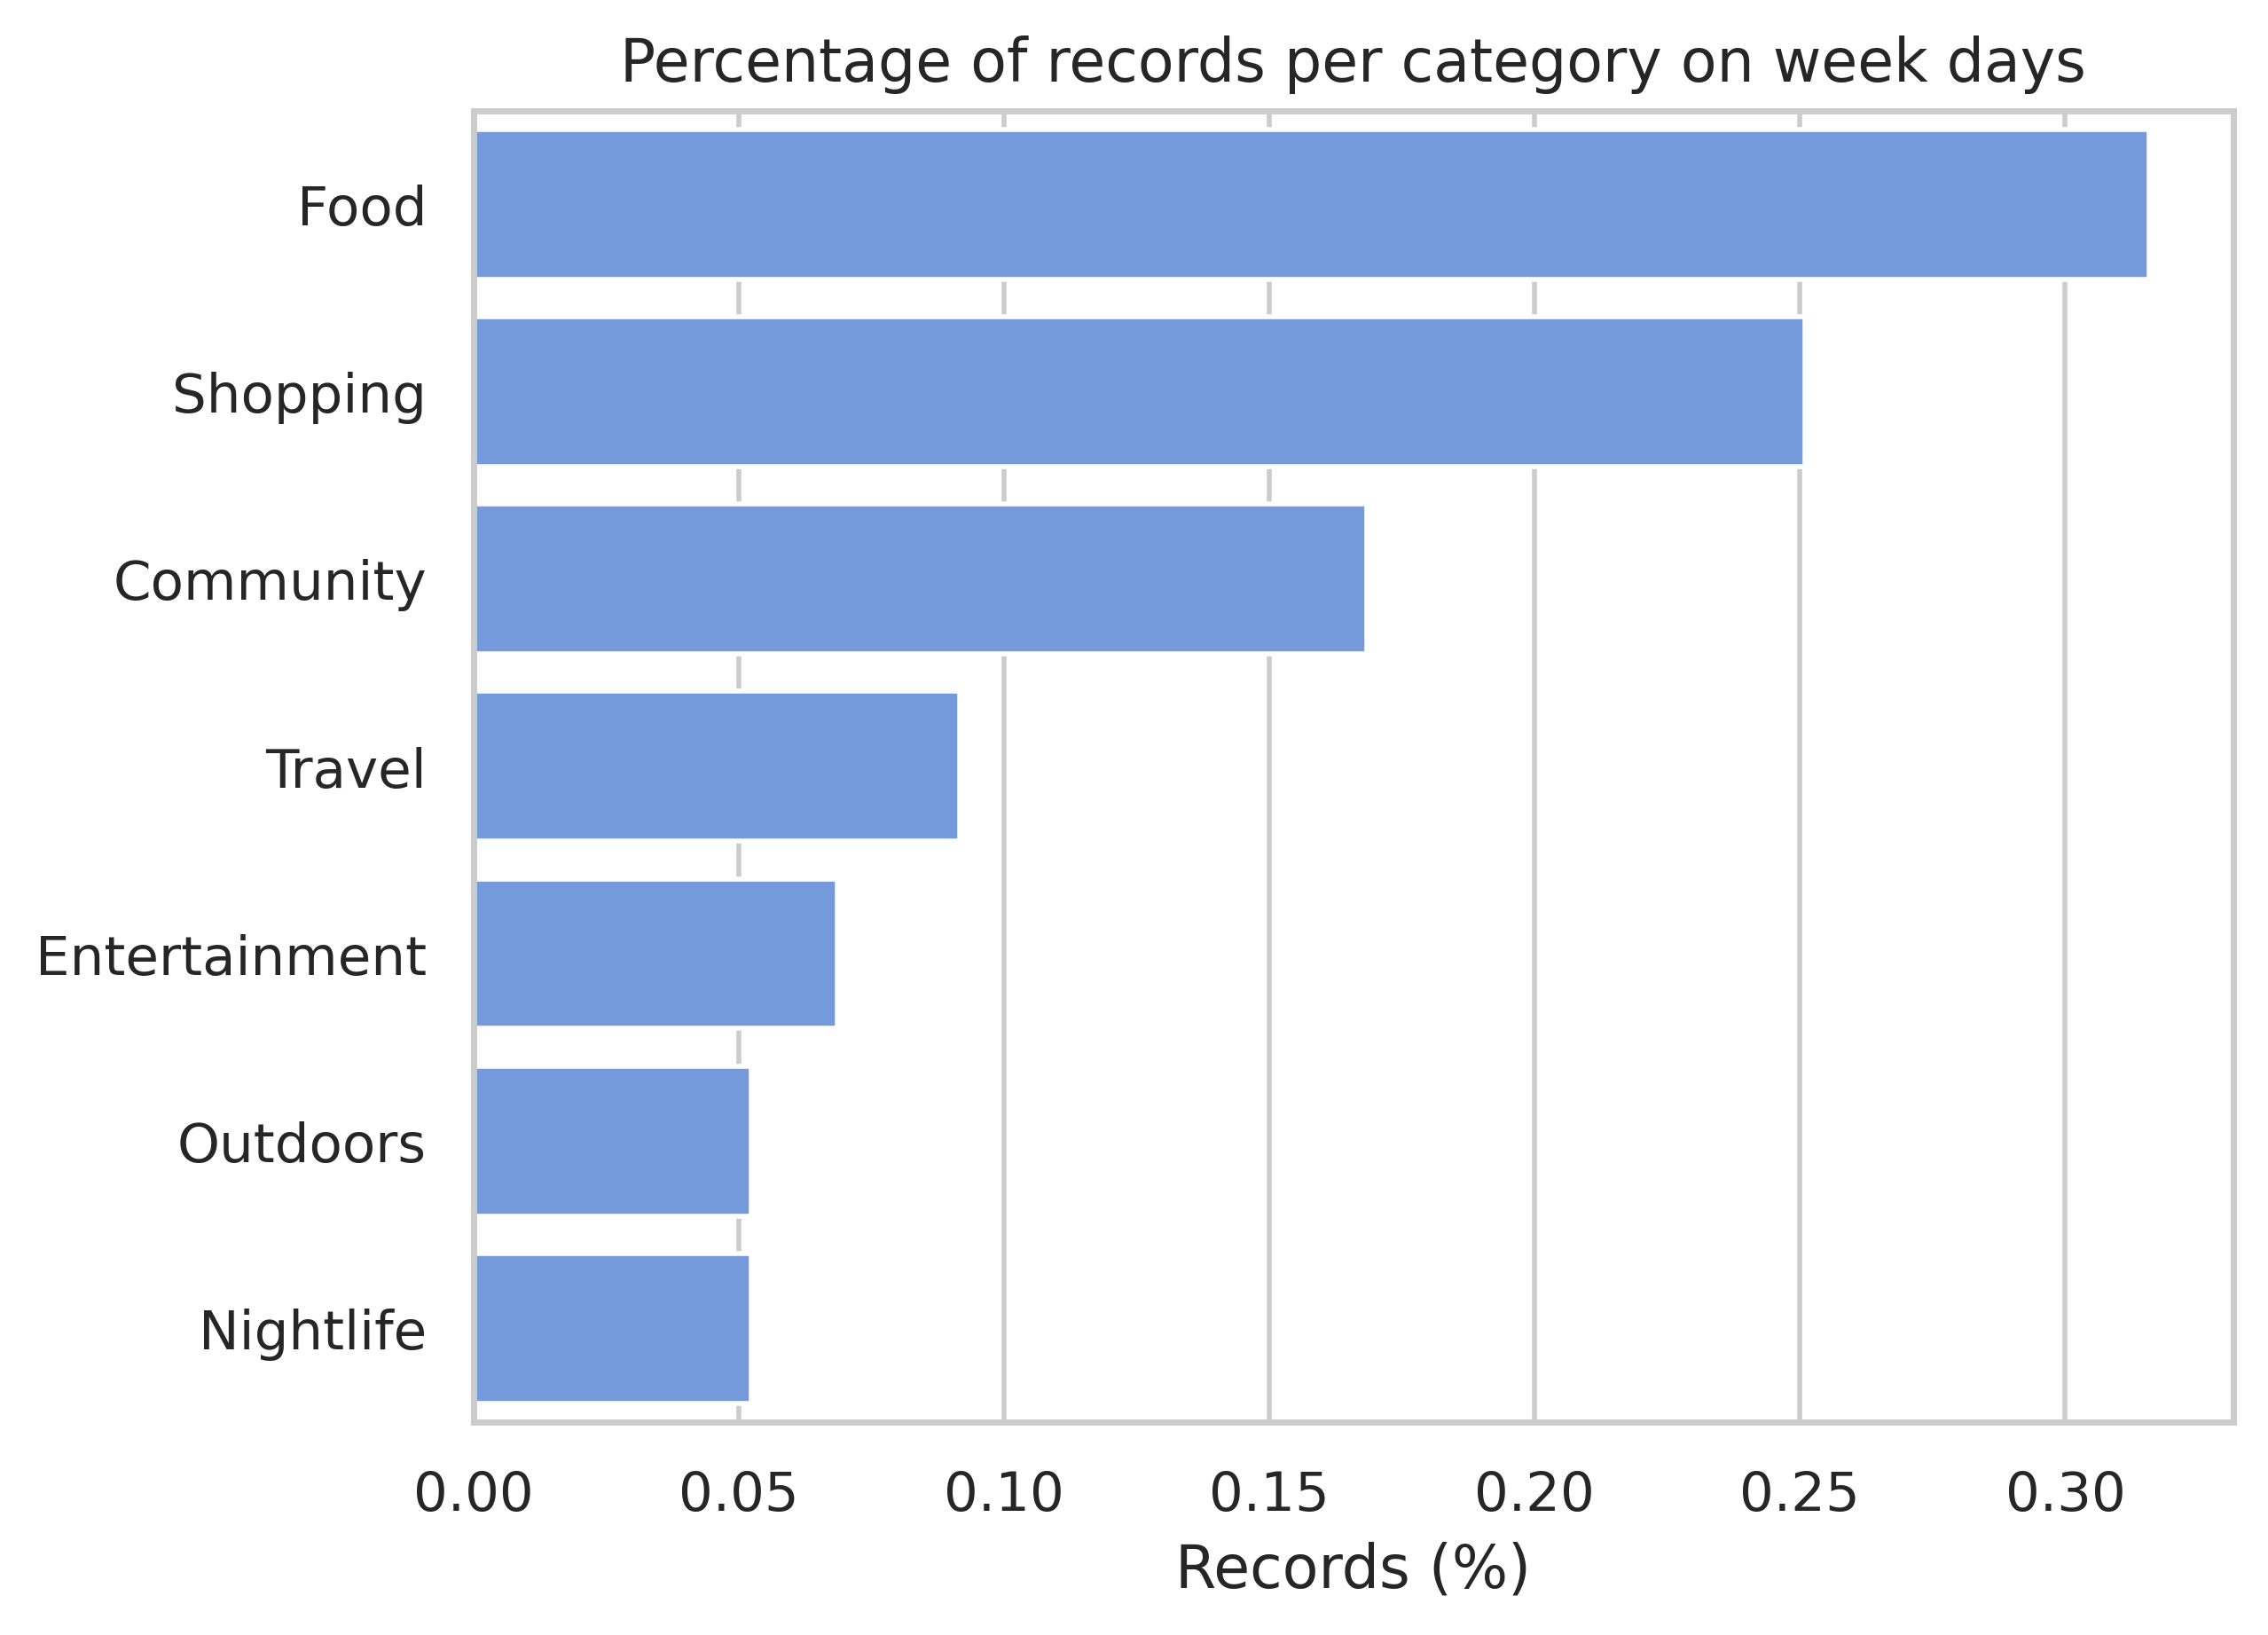 Percentage of records per category on week days
Food
Shopping
Community
Travel
Entertainment
Outdoors
Nightlife
0.00 0.05 0.10 0.15 0.20 0.25 0.30
Records (%)